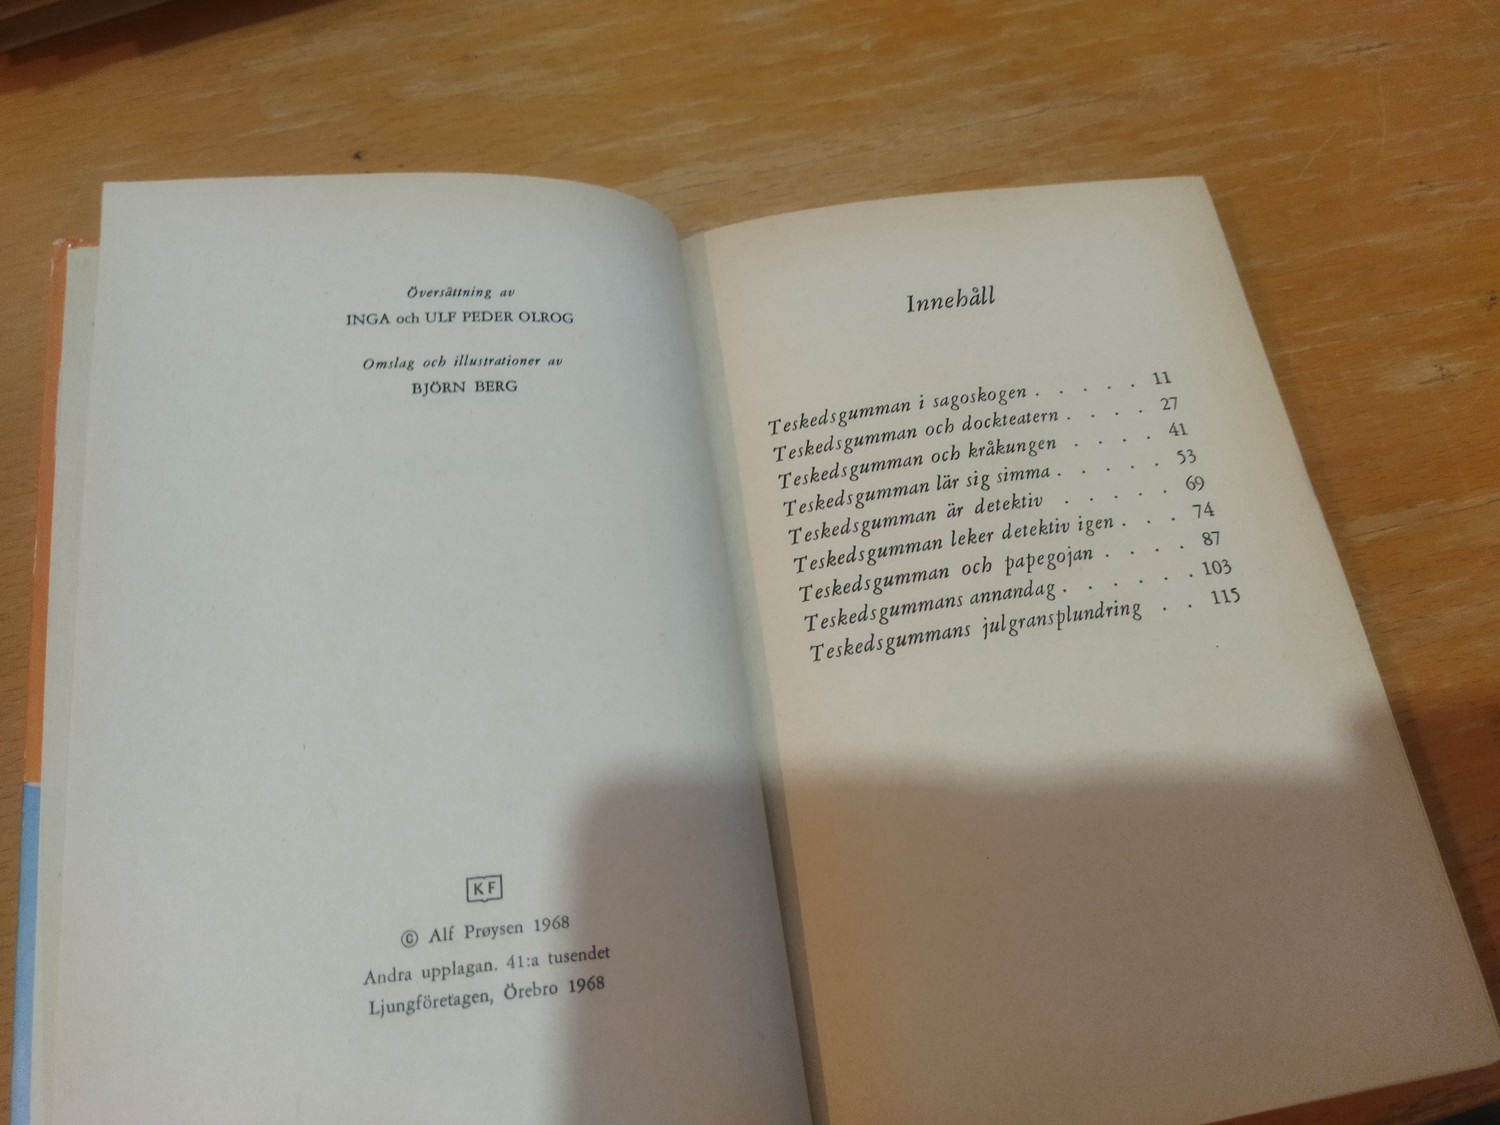 Översättning av
INGA och ULF PEDER OLROG
Omslag och illustrationer av
BJÖRN BERG
KF
© Alf Prøysen 1968
Andra upplagan. 41:a tusendet
Ljungföretagen, Örebro 1968
Innehåll
Teskedsgumman i sagoskogen . . . . . 11
Teskedsgumman och dockteatern . . . . 27
Teskedsgumman och kråkungen . . . . 41
Teskedsgumman lär sig simma . . . . . 53
Teskedsgumman är detektiv . . . . . 69
Teskedsgumman leker detektiv igen . . . 74
Teskedsgumman och papegojan . . . . 87
Teskedsgummans annandag . . . . . . 103
Teskedsgummans julgransplundring . . 115